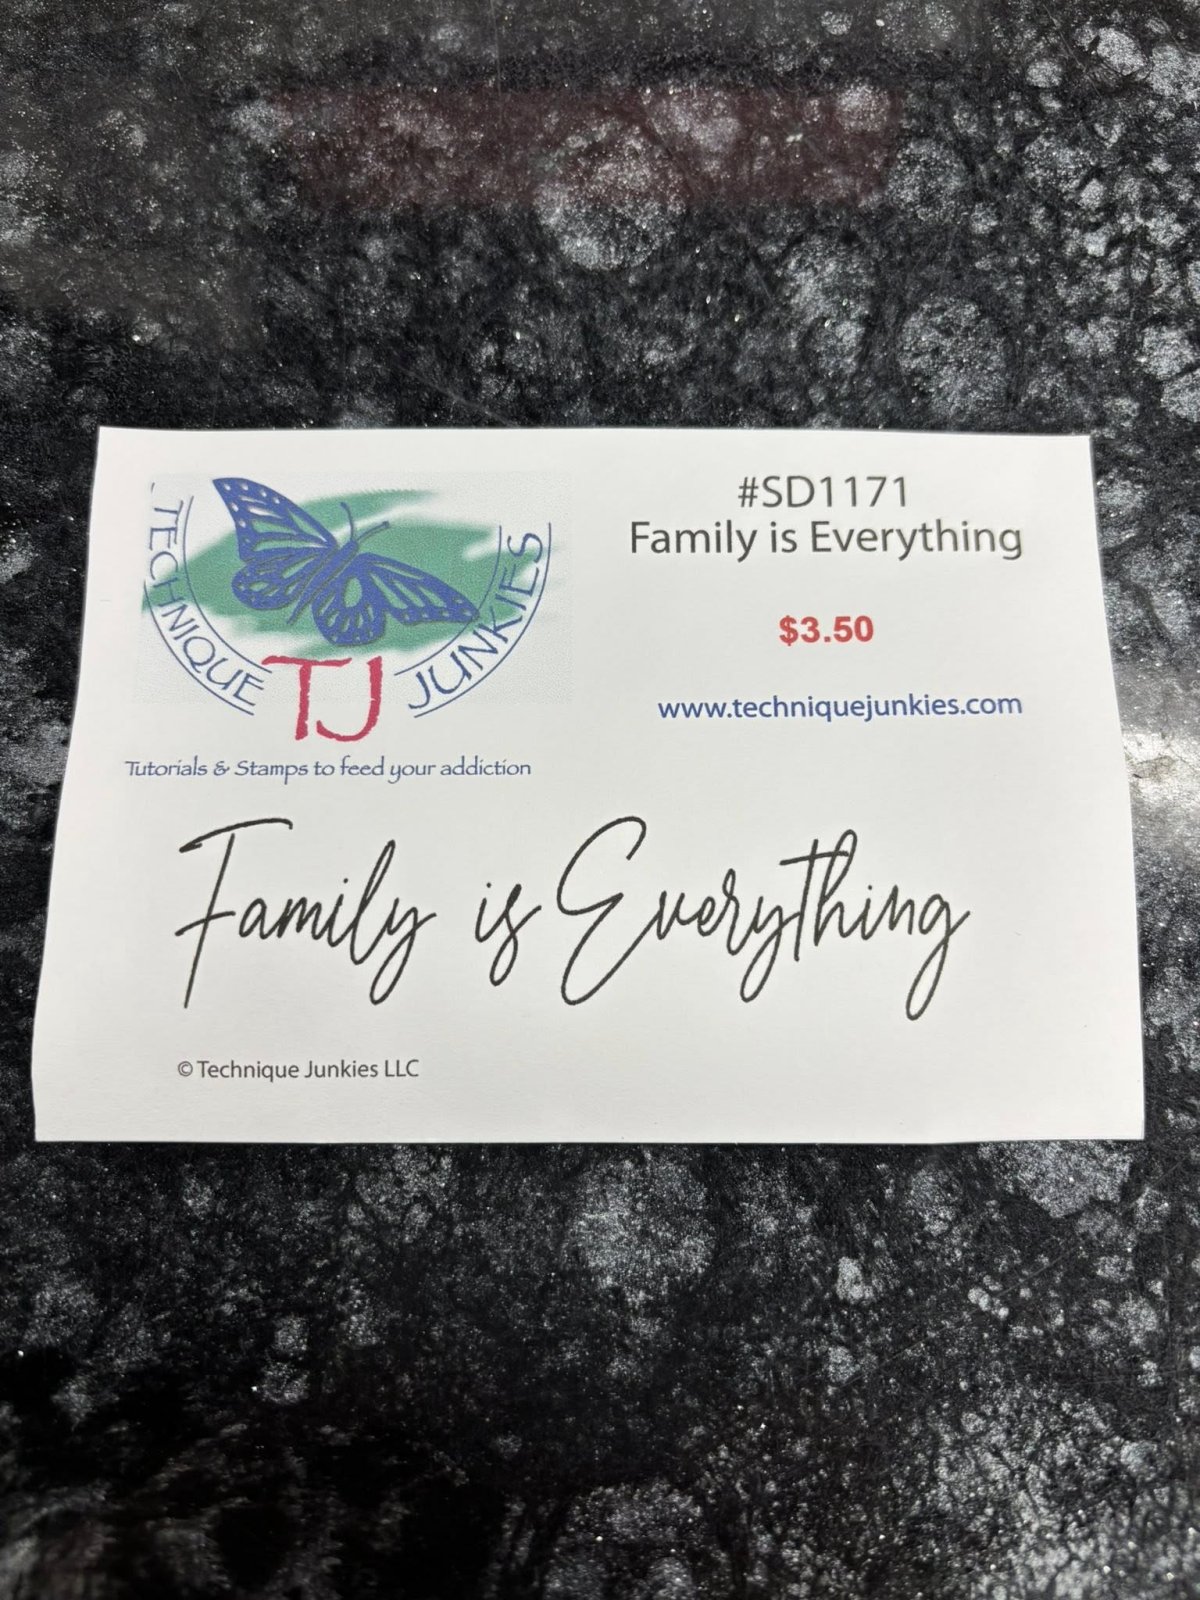 TECHNIQUE TJ JUNKIES
Tutorials & Stamps to feed your addiction
#SD1171
Family is Everything
$3.50
www.techniquejunkies.com
Family is Everything
© Technique Junkies LLC